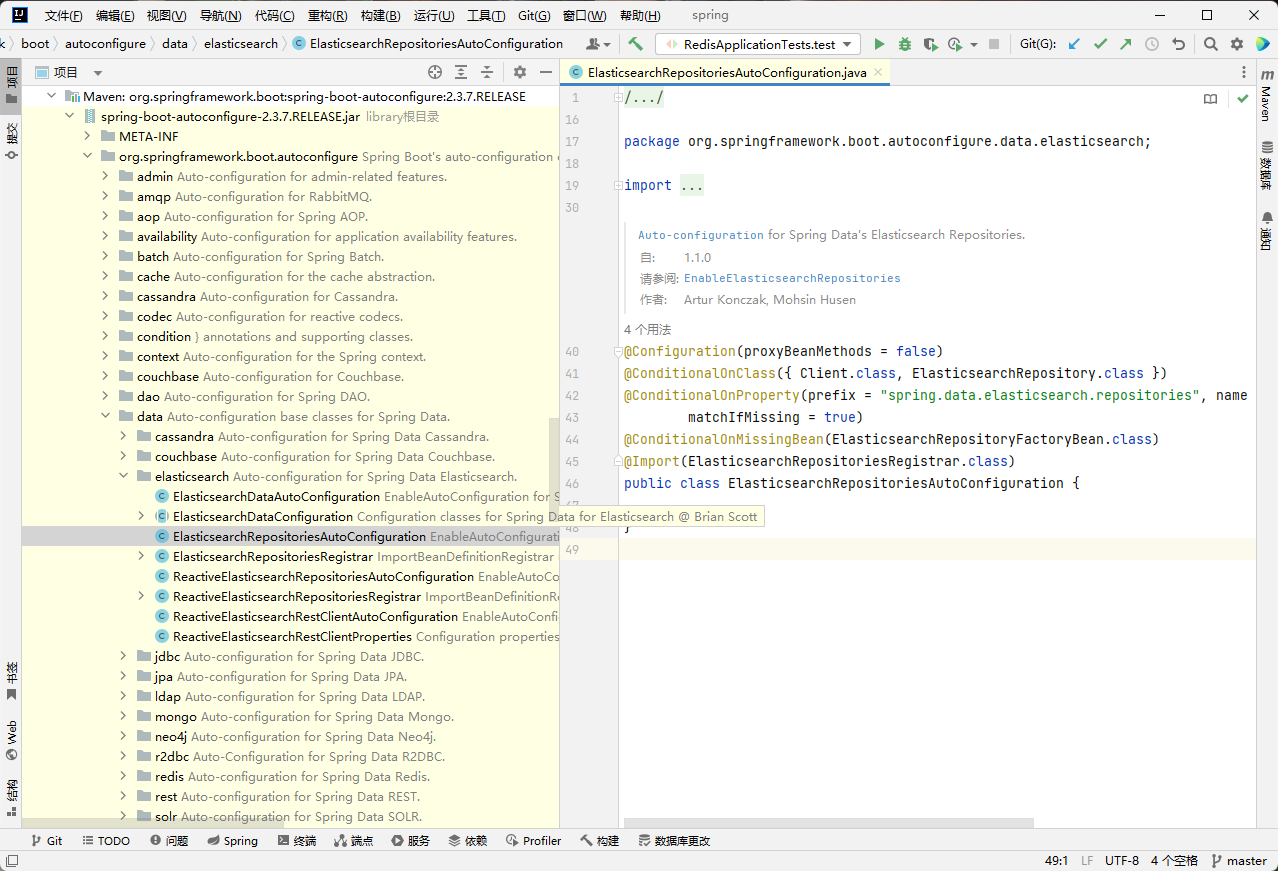 文件(F) 编辑(E) 视图(V) 导航(N) 代码(C) 重构(R) 构建(B) 运行(U) 工具(T) Git(G) 窗口(W) 帮助(H) spring
k boot autoconfigure data elasticsearch ElasticsearchRepositoriesAutoConfiguration RedisApplicationTests.test Git(G):
项目
提交
书签
Web
结构
项目
Maven: org.springframework.boot:spring-boot-autoconfigure:2.3.7.RELEASE
spring-boot-autoconfigure-2.3.7.RELEASE.jar library根目录
META-INF
org.springframework.boot.autoconfigure Spring Boot's auto-configuration
admin Auto-configuration for admin-related features.
amqp Auto-configuration for RabbitMQ.
aop Auto-configuration for Spring AOP.
availability Auto-configuration for application availability features.
batch Auto-configuration for Spring Batch.
cache Auto-configuration for the cache abstraction.
cassandra Auto-configuration for Cassandra.
codec Auto-configuration for reactive codecs.
condition } annotations and supporting classes.
context Auto-configuration for the Spring context.
couchbase Auto-configuration for Couchbase.
dao Auto-configuration for Spring DAO.
data Auto-configuration base classes for Spring Data.
cassandra Auto-configuration for Spring Data Cassandra.
couchbase Auto-configuration for Spring Data Couchbase.
elasticsearch Auto-configuration for Spring Data Elasticsearch.
ElasticsearchDataAutoConfiguration EnableAutoConfiguration for S
ElasticsearchDataConfiguration Configuration classes for Spring Data for Elasticsearch @ Brian Scott
ElasticsearchRepositoriesAutoConfiguration EnableAutoConfigurati
ElasticsearchRepositoriesRegistrar ImportBeanDefinitionRegistrar
ReactiveElasticsearchRepositoriesAutoConfiguration EnableAutoCo
ReactiveElasticsearchRepositoriesRegistrar ImportBeanDefinitionRe
ReactiveElasticsearchRestClientAutoConfiguration EnableAutoConfi
ReactiveElasticsearchRestClientProperties Configuration properties
jdbc Auto-configuration for Spring Data JDBC.
jpa Auto-configuration for Spring Data JPA.
ldap Auto-configuration for Spring Data LDAP.
mongo Auto-configuration for Spring Data Mongo.
neo4j Auto-configuration for Spring Data Neo4j.
r2dbc Auto-Configuration for Spring Data R2DBC.
redis Auto-configuration for Spring Data Redis.
rest Auto-configuration for Spring Data REST.
solr Auto-configuration for Spring Data SOLR.
ElasticsearchRepositoriesAutoConfiguration.java
1 /.../
16
17 package org.springframework.boot.autoconfigure.data.elasticsearch;
18
19 import ...
30
Auto-configuration for Spring Data's Elasticsearch Repositories.
自: 1.1.0
请参阅: EnableElasticsearchRepositories
作者: Artur Konczak, Mohsin Husen
4 个用法
40 @Configuration(proxyBeanMethods = false)
41 @ConditionalOnClass({ Client.class, ElasticsearchRepository.class })
42 @ConditionalOnProperty(prefix = "spring.data.elasticsearch.repositories", name
43 matchIfMissing = true)
44 @ConditionalOnMissingBean(ElasticsearchRepositoryFactoryBean.class)
45 @Import(ElasticsearchRepositoriesRegistrar.class)
46 public class ElasticsearchRepositoriesAutoConfiguration {
48 }
49
m Maven
数据库
通知
Git TODO 问题 Spring 终端 端点 服务 依赖 Profiler 构建 数据库更改
49:1 LF UTF-8 4 个空格 master